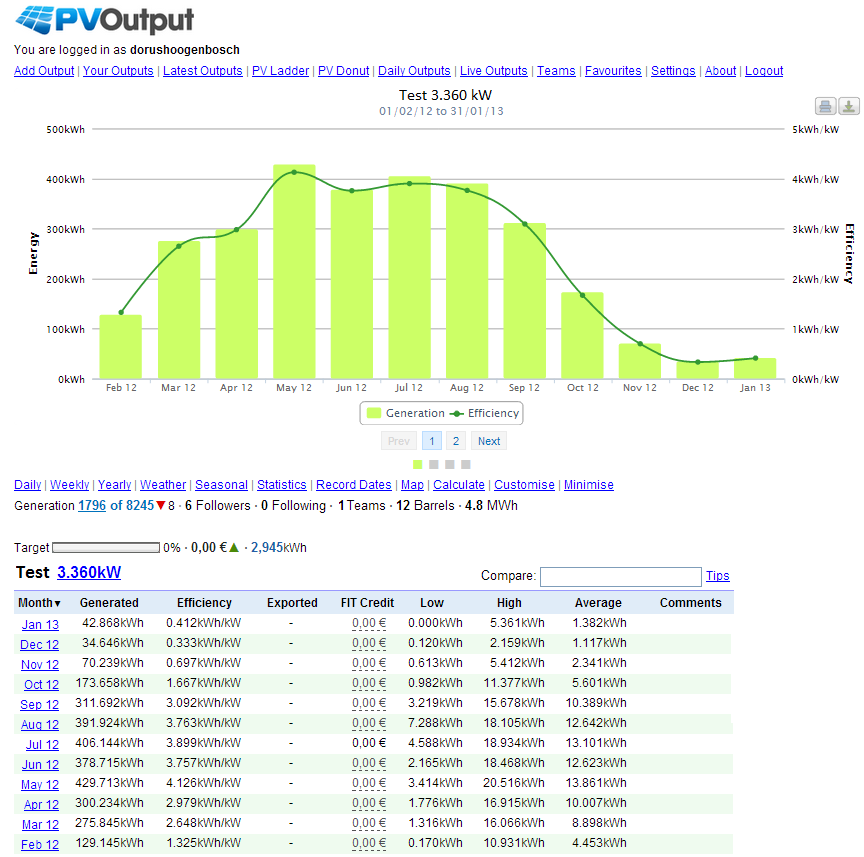 PVOutput
You are logged in as dorushoogenbosch
Add Output | Your Outputs | Latest Outputs | PV Ladder | PV Donut | Daily Outputs | Live Outputs | Teams | Favourites | Settings | About | Logout
Test 3.360 kW
01/02/12 to 31/01/13
500kWh 5kWh/kW
400kWh 4kWh/kW
300kWh 3kWh/kW
200kWh 2kWh/kW
100kWh 1kWh/kW
0kWh 0kWh/kW
Energy
Efficiency
Feb 12 Mar 12 Apr 12 May 12 Jun 12 Jul 12 Aug 12 Sep 12 Oct 12 Nov 12 Dec 12 Jan 13
Generation Efficiency
Prev 1 2 Next
Daily | Weekly | Yearly | Weather | Seasonal | Statistics | Record Dates | Map | Calculate | Customise | Minimise
Generation 1796 of 8245▼8 · 6 Followers · 0 Following · 1 Teams · 12 Barrels · 4.8 MWh
Target 0% · 0,00 €▲ · 2,945kWh
Test 3.360kW Compare: Tips
Month▼ Generated Efficiency Exported FIT Credit Low High Average Comments
Jan 13 42.868kWh 0.412kWh/kW - 0,00 € 0.000kWh 5.361kWh 1.382kWh
Dec 12 34.646kWh 0.333kWh/kW - 0,00 € 0.120kWh 2.159kWh 1.117kWh
Nov 12 70.239kWh 0.697kWh/kW - 0,00 € 0.613kWh 5.412kWh 2.341kWh
Oct 12 173.658kWh 1.667kWh/kW - 0,00 € 0.982kWh 11.377kWh 5.601kWh
Sep 12 311.692kWh 3.092kWh/kW - 0,00 € 3.219kWh 15.678kWh 10.389kWh
Aug 12 391.924kWh 3.763kWh/kW - 0,00 € 7.288kWh 18.105kWh 12.642kWh
Jul 12 406.144kWh 3.899kWh/kW - 0,00 € 4.588kWh 18.934kWh 13.101kWh
Jun 12 378.715kWh 3.757kWh/kW - 0,00 € 2.165kWh 18.468kWh 12.623kWh
May 12 429.713kWh 4.126kWh/kW - 0,00 € 3.414kWh 20.516kWh 13.861kWh
Apr 12 300.234kWh 2.979kWh/kW - 0,00 € 1.776kWh 16.915kWh 10.007kWh
Mar 12 275.845kWh 2.648kWh/kW - 0,00 € 1.316kWh 16.066kWh 8.898kWh
Feb 12 129.145kWh 1.325kWh/kW - 0,00 € 0.170kWh 10.931kWh 4.453kWh